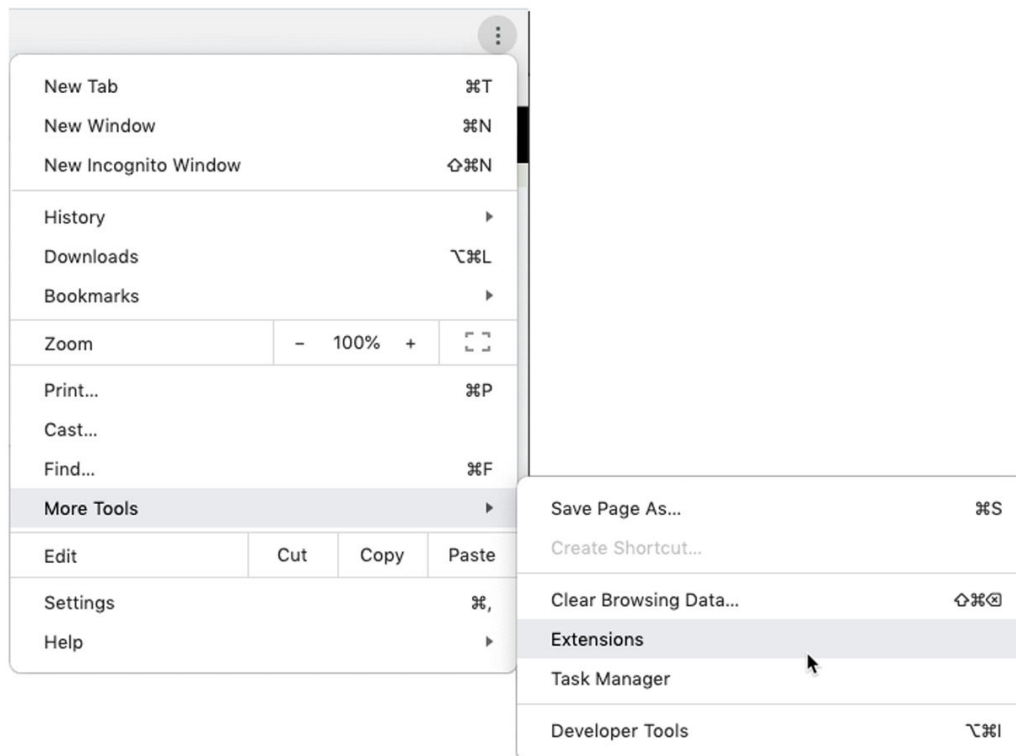 New Tab ⌘T
New Window ⌘N
New Incognito Window ⇧⌘N
History
Downloads ⌥⌘L
Bookmarks
Zoom - 100% +
Print... ⌘P
Cast...
Find... ⌘F
More Tools
Edit Cut Copy Paste
Settings ⌘,
Help
Save Page As... ⌘S
Create Shortcut...
Clear Browsing Data... ⇧⌘⌫
Extensions
Task Manager
Developer Tools ⌥⌘I